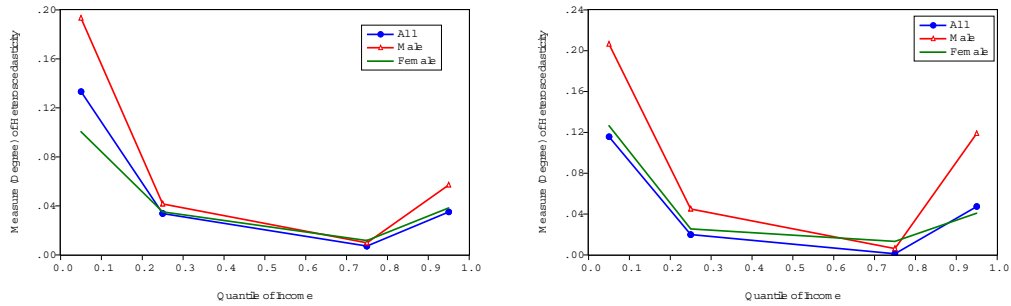 .20
.16
.12
.08
.04
.00
0.0 0.1 0.2 0.3 0.4 0.5 0.6 0.7 0.8 0.9 1.0
Measure (Degree) of Heteroscedasticity
Quantile of Income
All
Male
Female
.24
.20
.16
.12
.08
.04
.00
0.0 0.1 0.2 0.3 0.4 0.5 0.6 0.7 0.8 0.9 1.0
Measure (Degree) of Heteroscedasticity
Quantile of Income
All
Male
Female